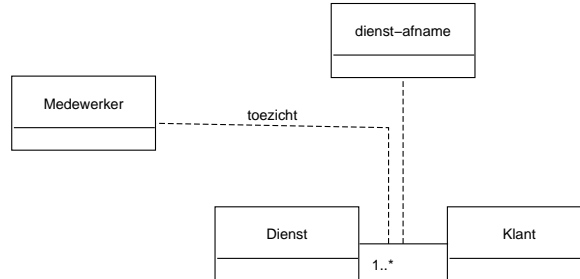 dienst–afname
Medewerker
toezicht
Dienst
Klant
1..*